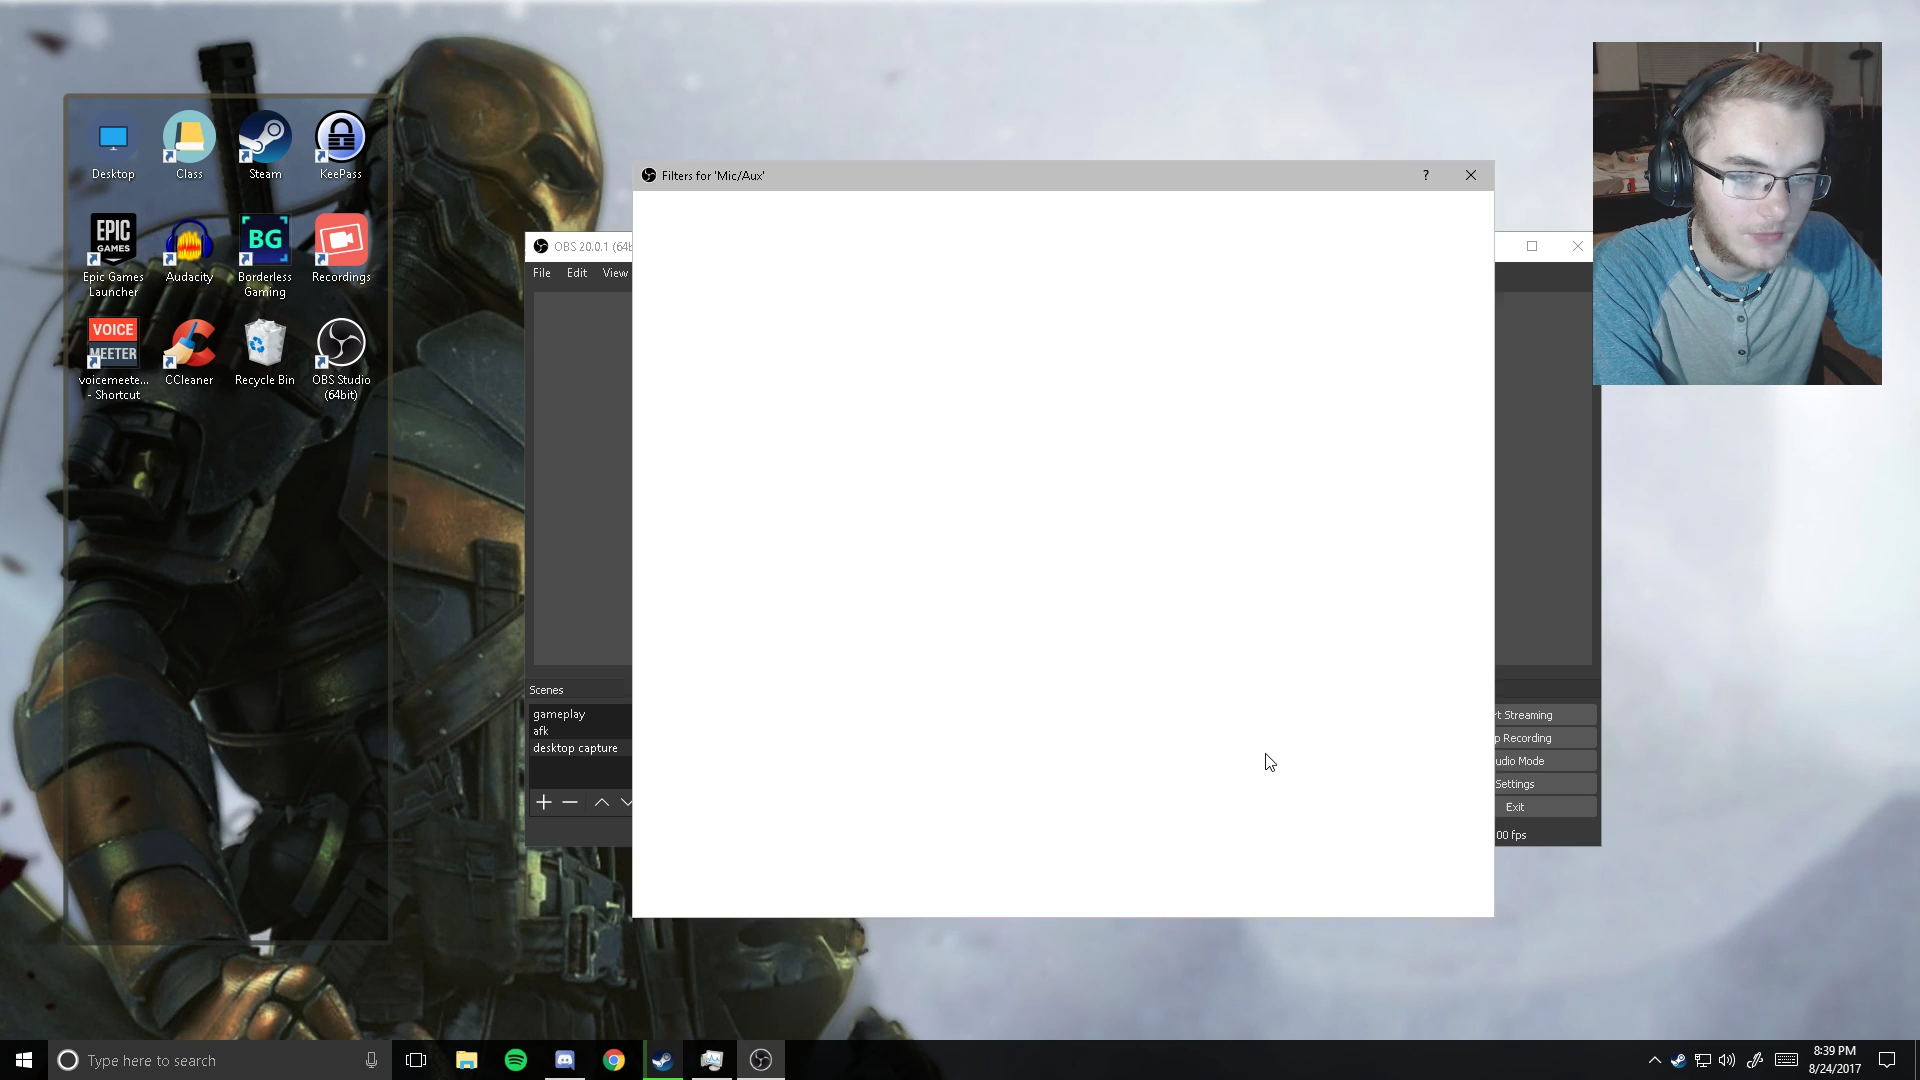 Desktop
Class
Steam
KeePass
EPIC
GAMES
BG
Epic Games
Launcher
Audacity
Borderless
Gaming
Recordings
VOICE
MEETER
voicemeete...
- Shortcut
CCleaner
Recycle Bin
OBS Studio
(64bit)
Filters for 'Mic/Aux'
?
OBS 20.0.1 (64b
File Edit View
Scenes
gameplay
afk
desktop capture
t Streaming
p Recording
udio Mode
Settings
Exit
00 fps
Type here to search
8:39 PM
8/24/2017